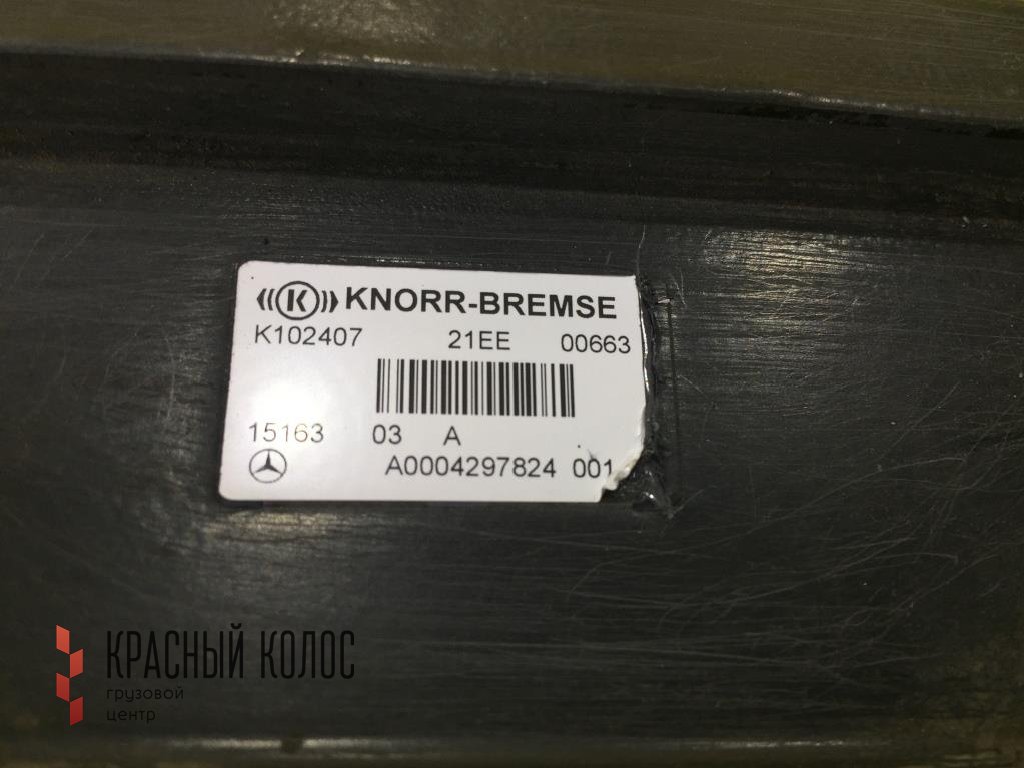 K KNORR-BREMSE
K102407 21EE 00663
15163 03 A
A0004297824 001
КРАСНЫЙ КОЛОС
грузовой
центр